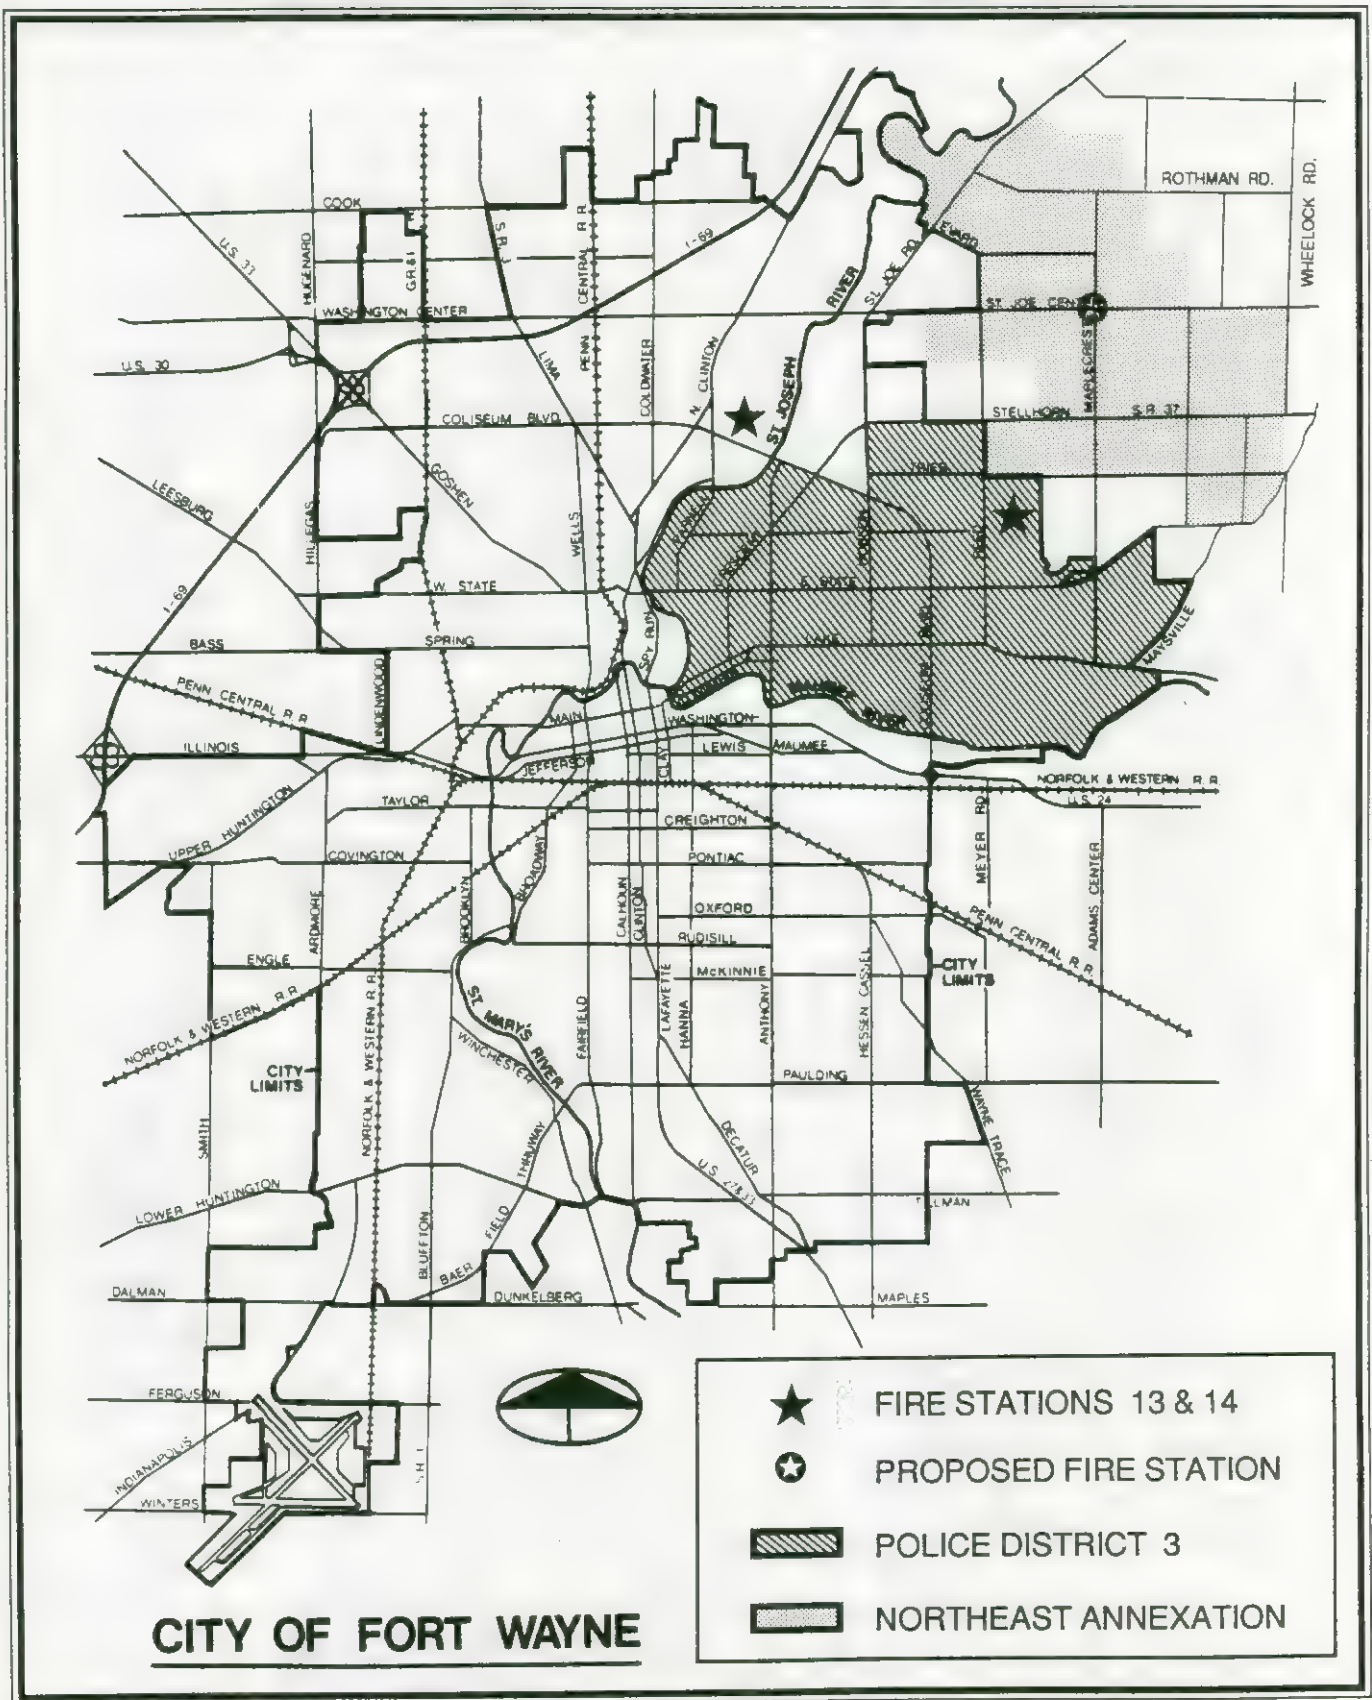 ROTHMAN RD.
WHEELOCK RD.
COOK
U.S. 33
HUGENARD
G.R.& I
S.R. 3
PENN CENTRAL R.R.
I-69
ST. JOE RD.
RIVER
ST. JOE CEN
WASHINGTON CENTER
U.S. 30
LIMA
COLDWATER
N. CLINTON
ST. JOSEPH
MAPLECREST
STELLHORN
S.R. 37
COLISEUM BLVD.
LEESBURG
GOSHEN
HILLEGAS
WELLS
W. STATE
E. STATE
I-69
BASS
SPRING
SPY RUN
LAKE
COLISEUM
BLVD.
MAYSVILLE
PENN CENTRAL R.R.
LINDENWOOD
MAIN
WASHINGTON
MAUMEE
RIVER
ILLINOIS
JEFFERSON
CLAY
LEWIS
MAUMEE
NORFOLK & WESTERN R.R.
U.S. 24
TAYLOR
UPPER HUNTINGTON
CREIGHTON
MEYER RD.
COVINGTON
BROADWAY
PONTIAC
ADAMS CENTER
ARDMORE
BROOKLYN
CALHOUN
CLINTON
OXFORD
RUDISILL
PENN CENTRAL R.R.
ENGLE
McKINNIE
CITY
LIMITS
NORFOLK & WESTERN R.R.
NORFOLK & WESTERN R.R.
ST. MARY'S RIVER
WINCHESTER
FAIRFIELD
LAFAYETTE
HANNA
ANTHONY
HESSEN CASSEL
CITY
LIMITS
PAULDING
WAYNE TRACE
SMITH
THRUWAY
DECATUR
U.S. 27&33
LOWER HUNTINGTON
TILLMAN
BLUFFTON
BAER FIELD
DALMAN
DUNKELBERG
MAPLES
FERGUSON
INDIANAPOLIS
WINTERS
S.R. 1
FIRE STATIONS 13 & 14
PROPOSED FIRE STATION
POLICE DISTRICT 3
NORTHEAST ANNEXATION
CITY OF FORT WAYNE